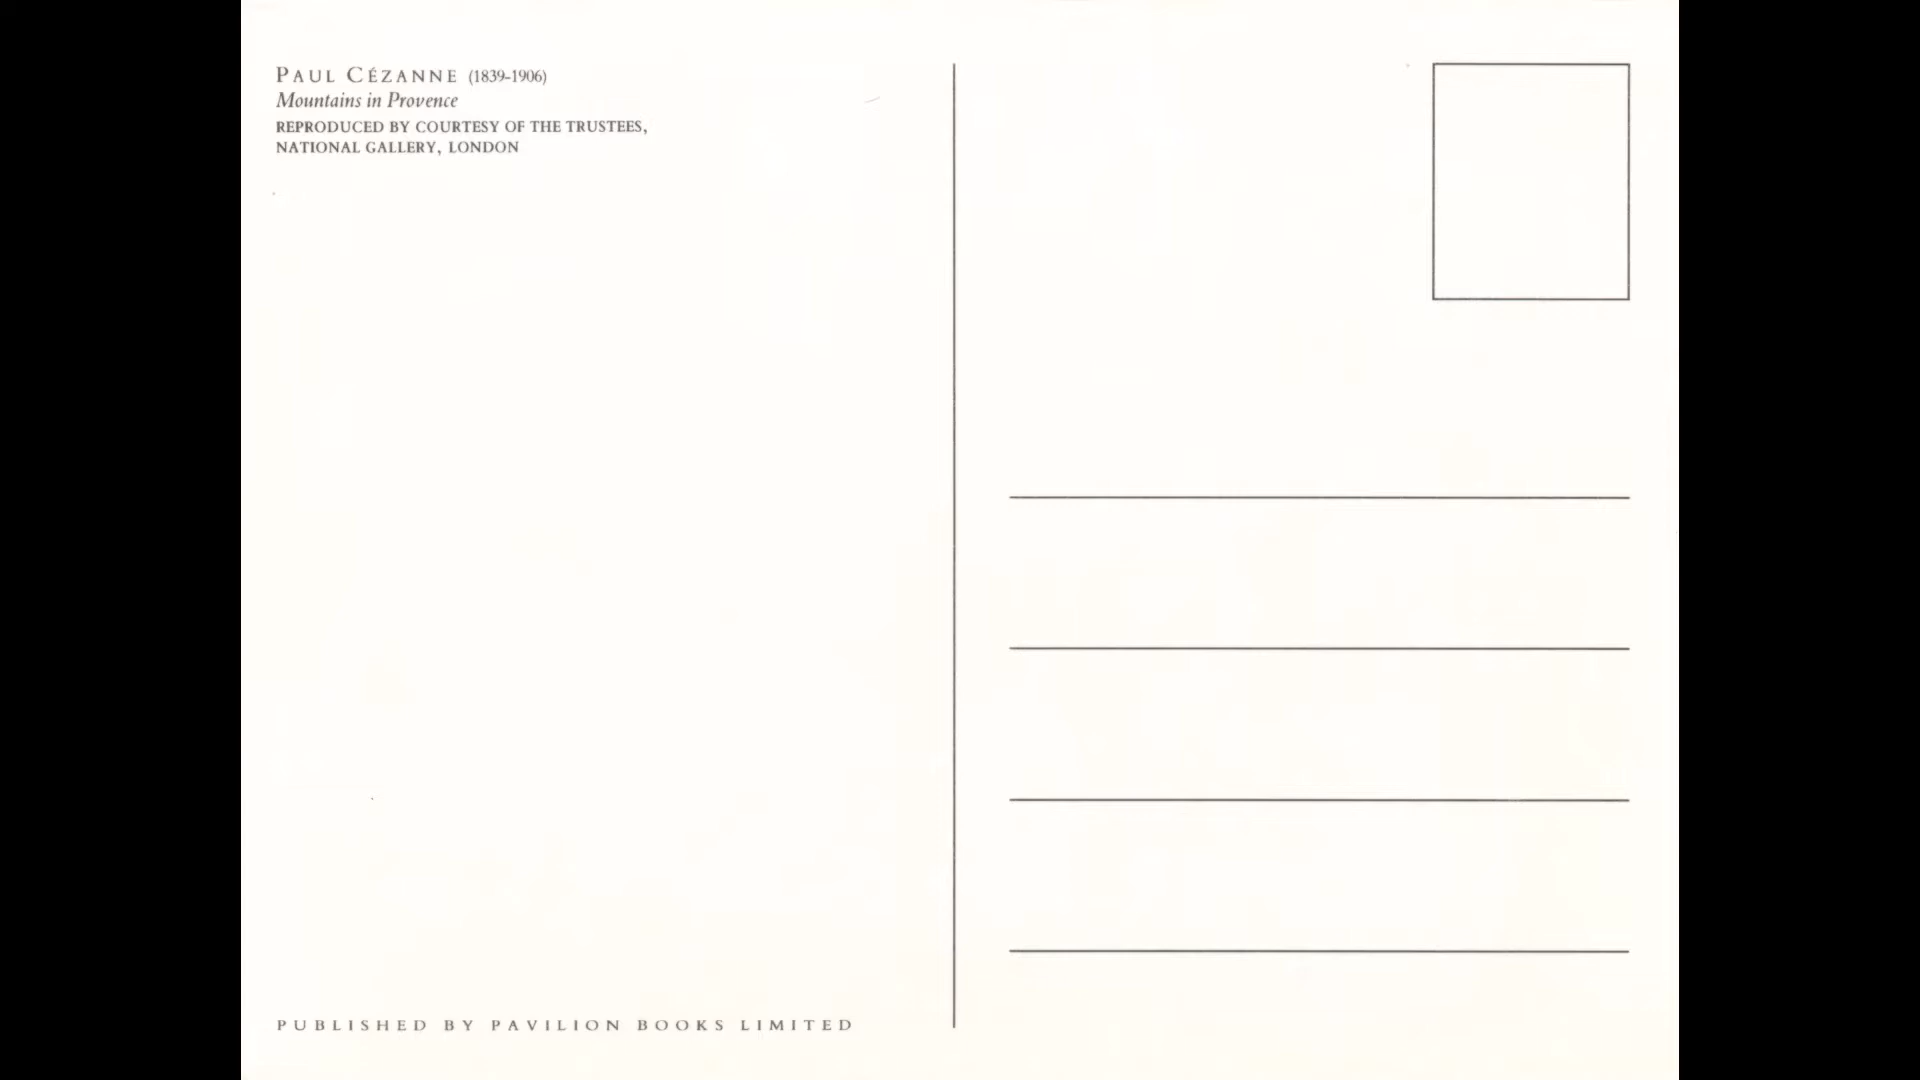 PAUL CÉZANNE (1839-1906)
Mountains in Provence
REPRODUCED BY COURTESY OF THE TRUSTEES,
NATIONAL GALLERY, LONDON
PUBLISHED BY PAVILION BOOKS LIMITED